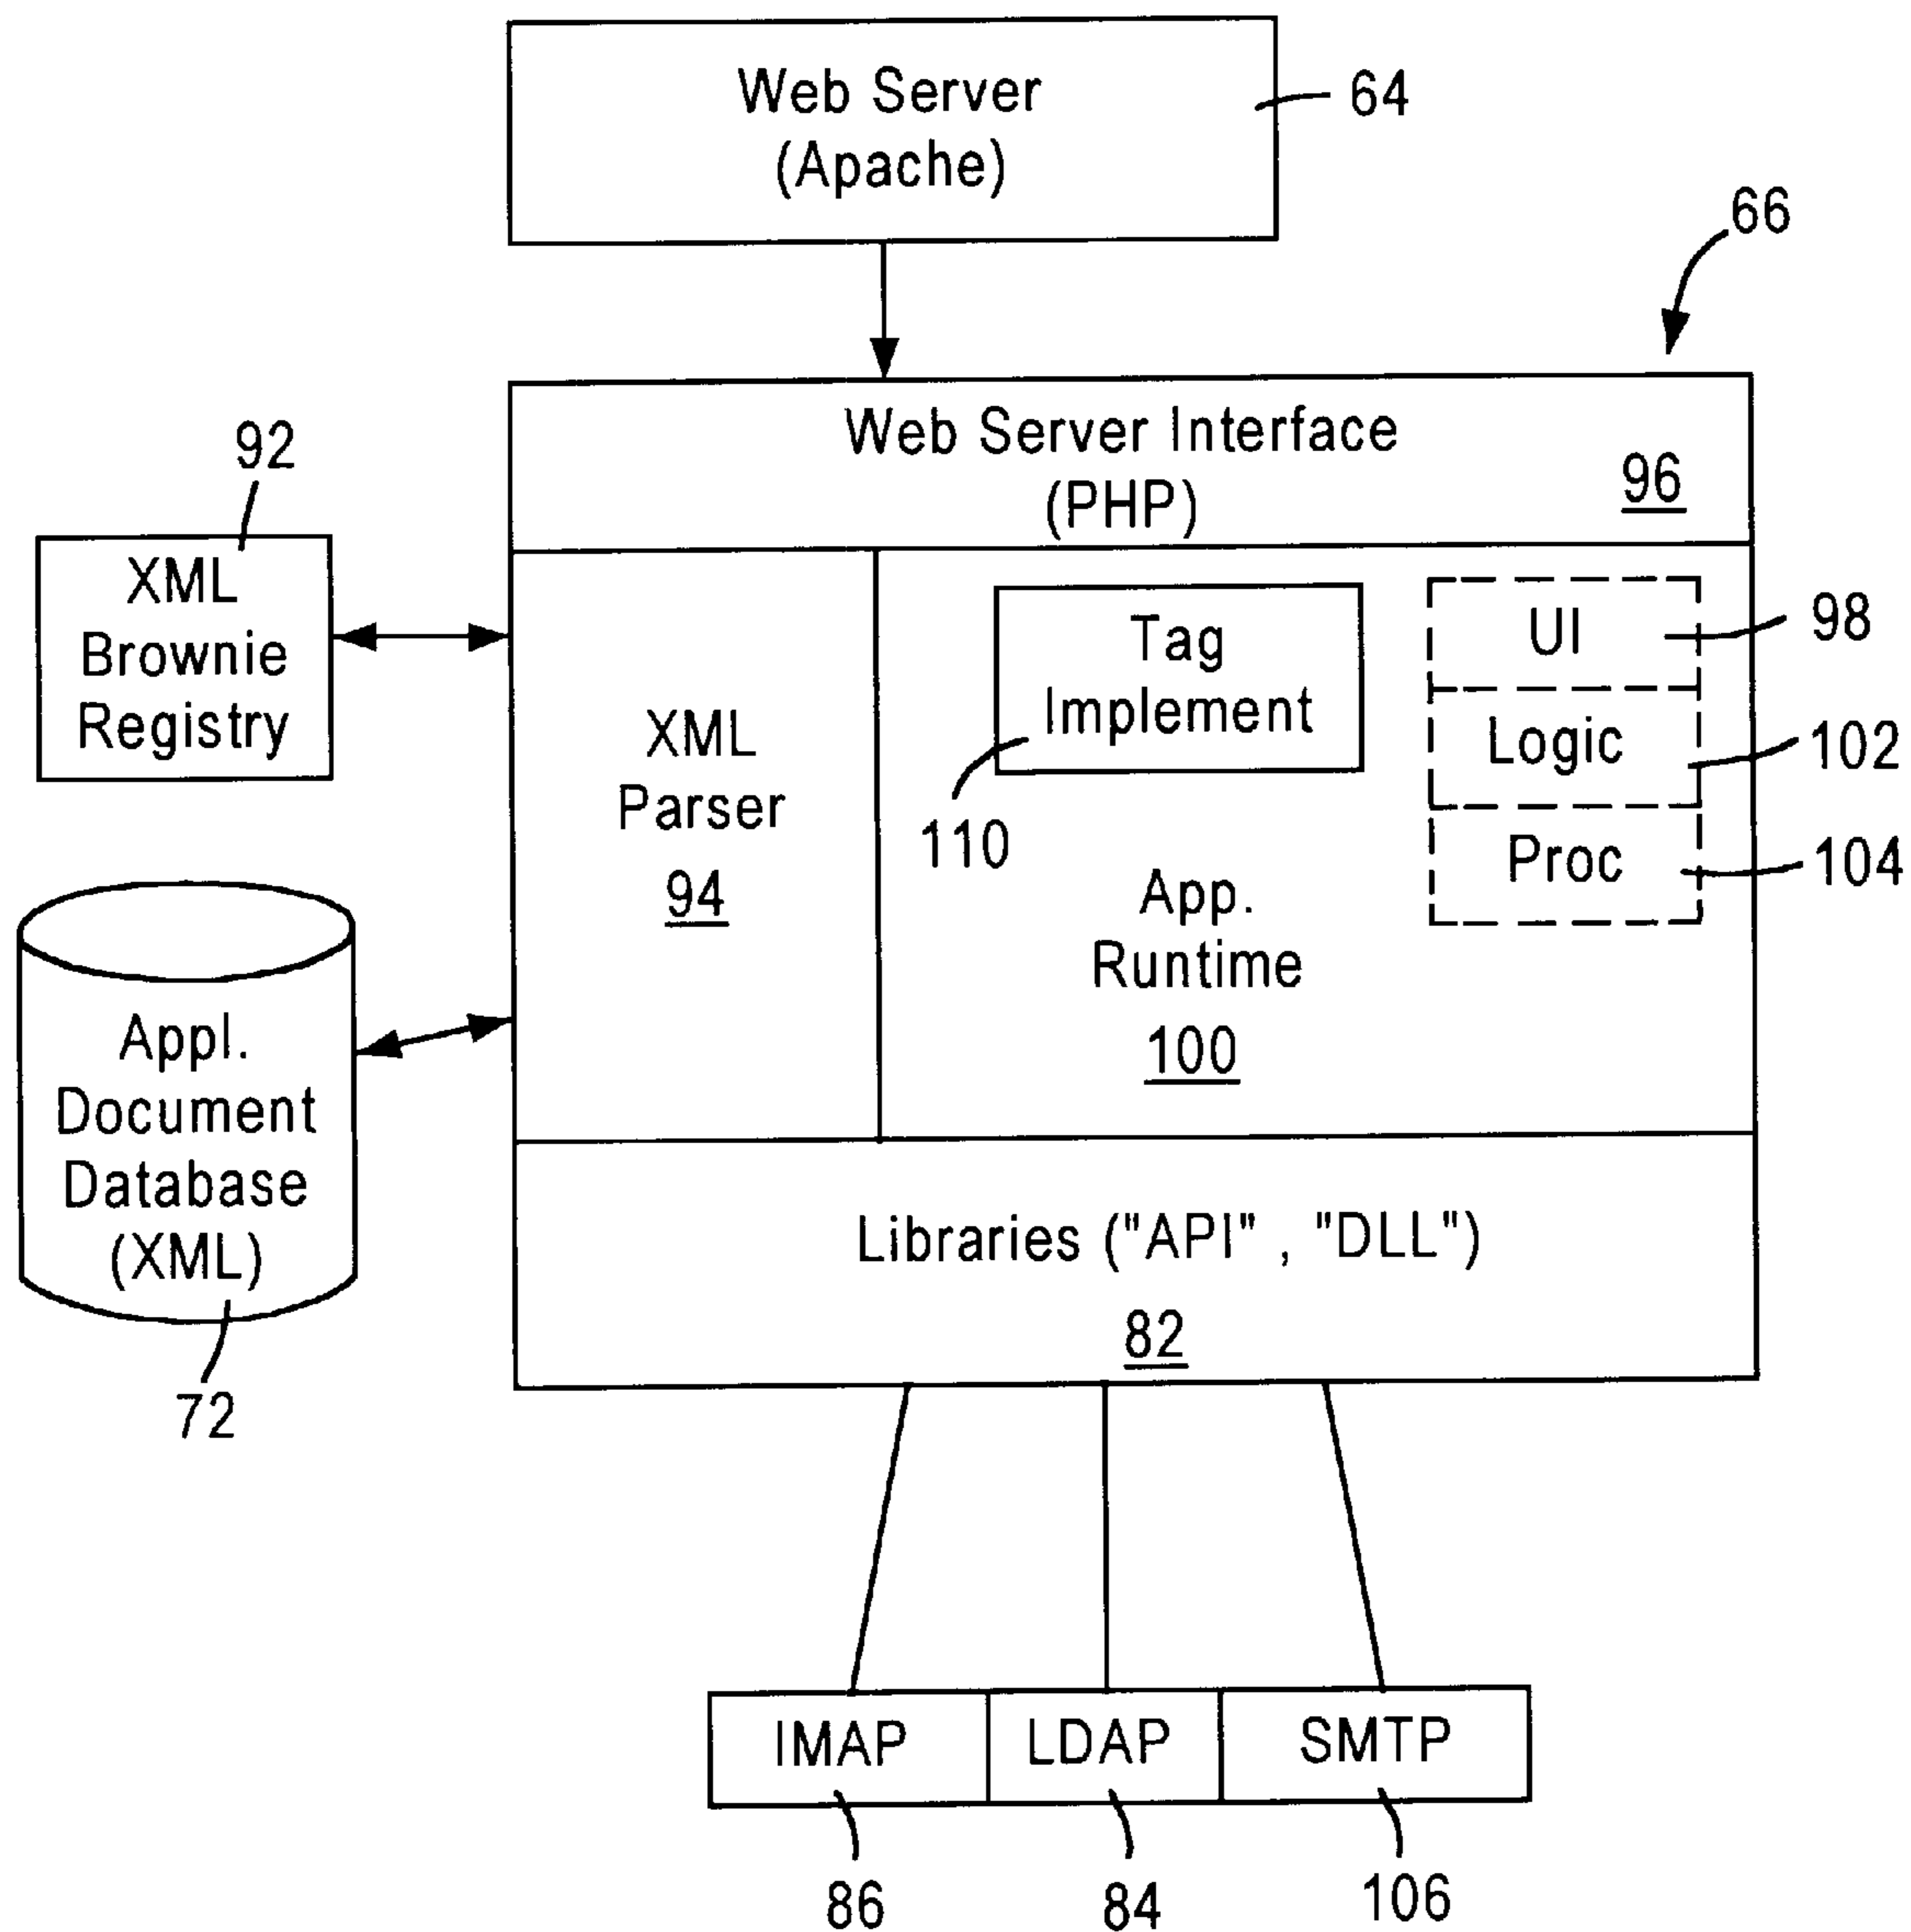 Web Server
(Apache)
64
66
Web Server Interface
(PHP)
96
92
XML
Brownie
Registry
XML
Parser
94
Tag
Implement
110
UI
98
Logic
102
Proc
104
App.
Runtime
100
Appl.
Document
Database
(XML)
72
Libraries ("API" , "DLL")
82
IMAP
LDAP
SMTP
86
84
106